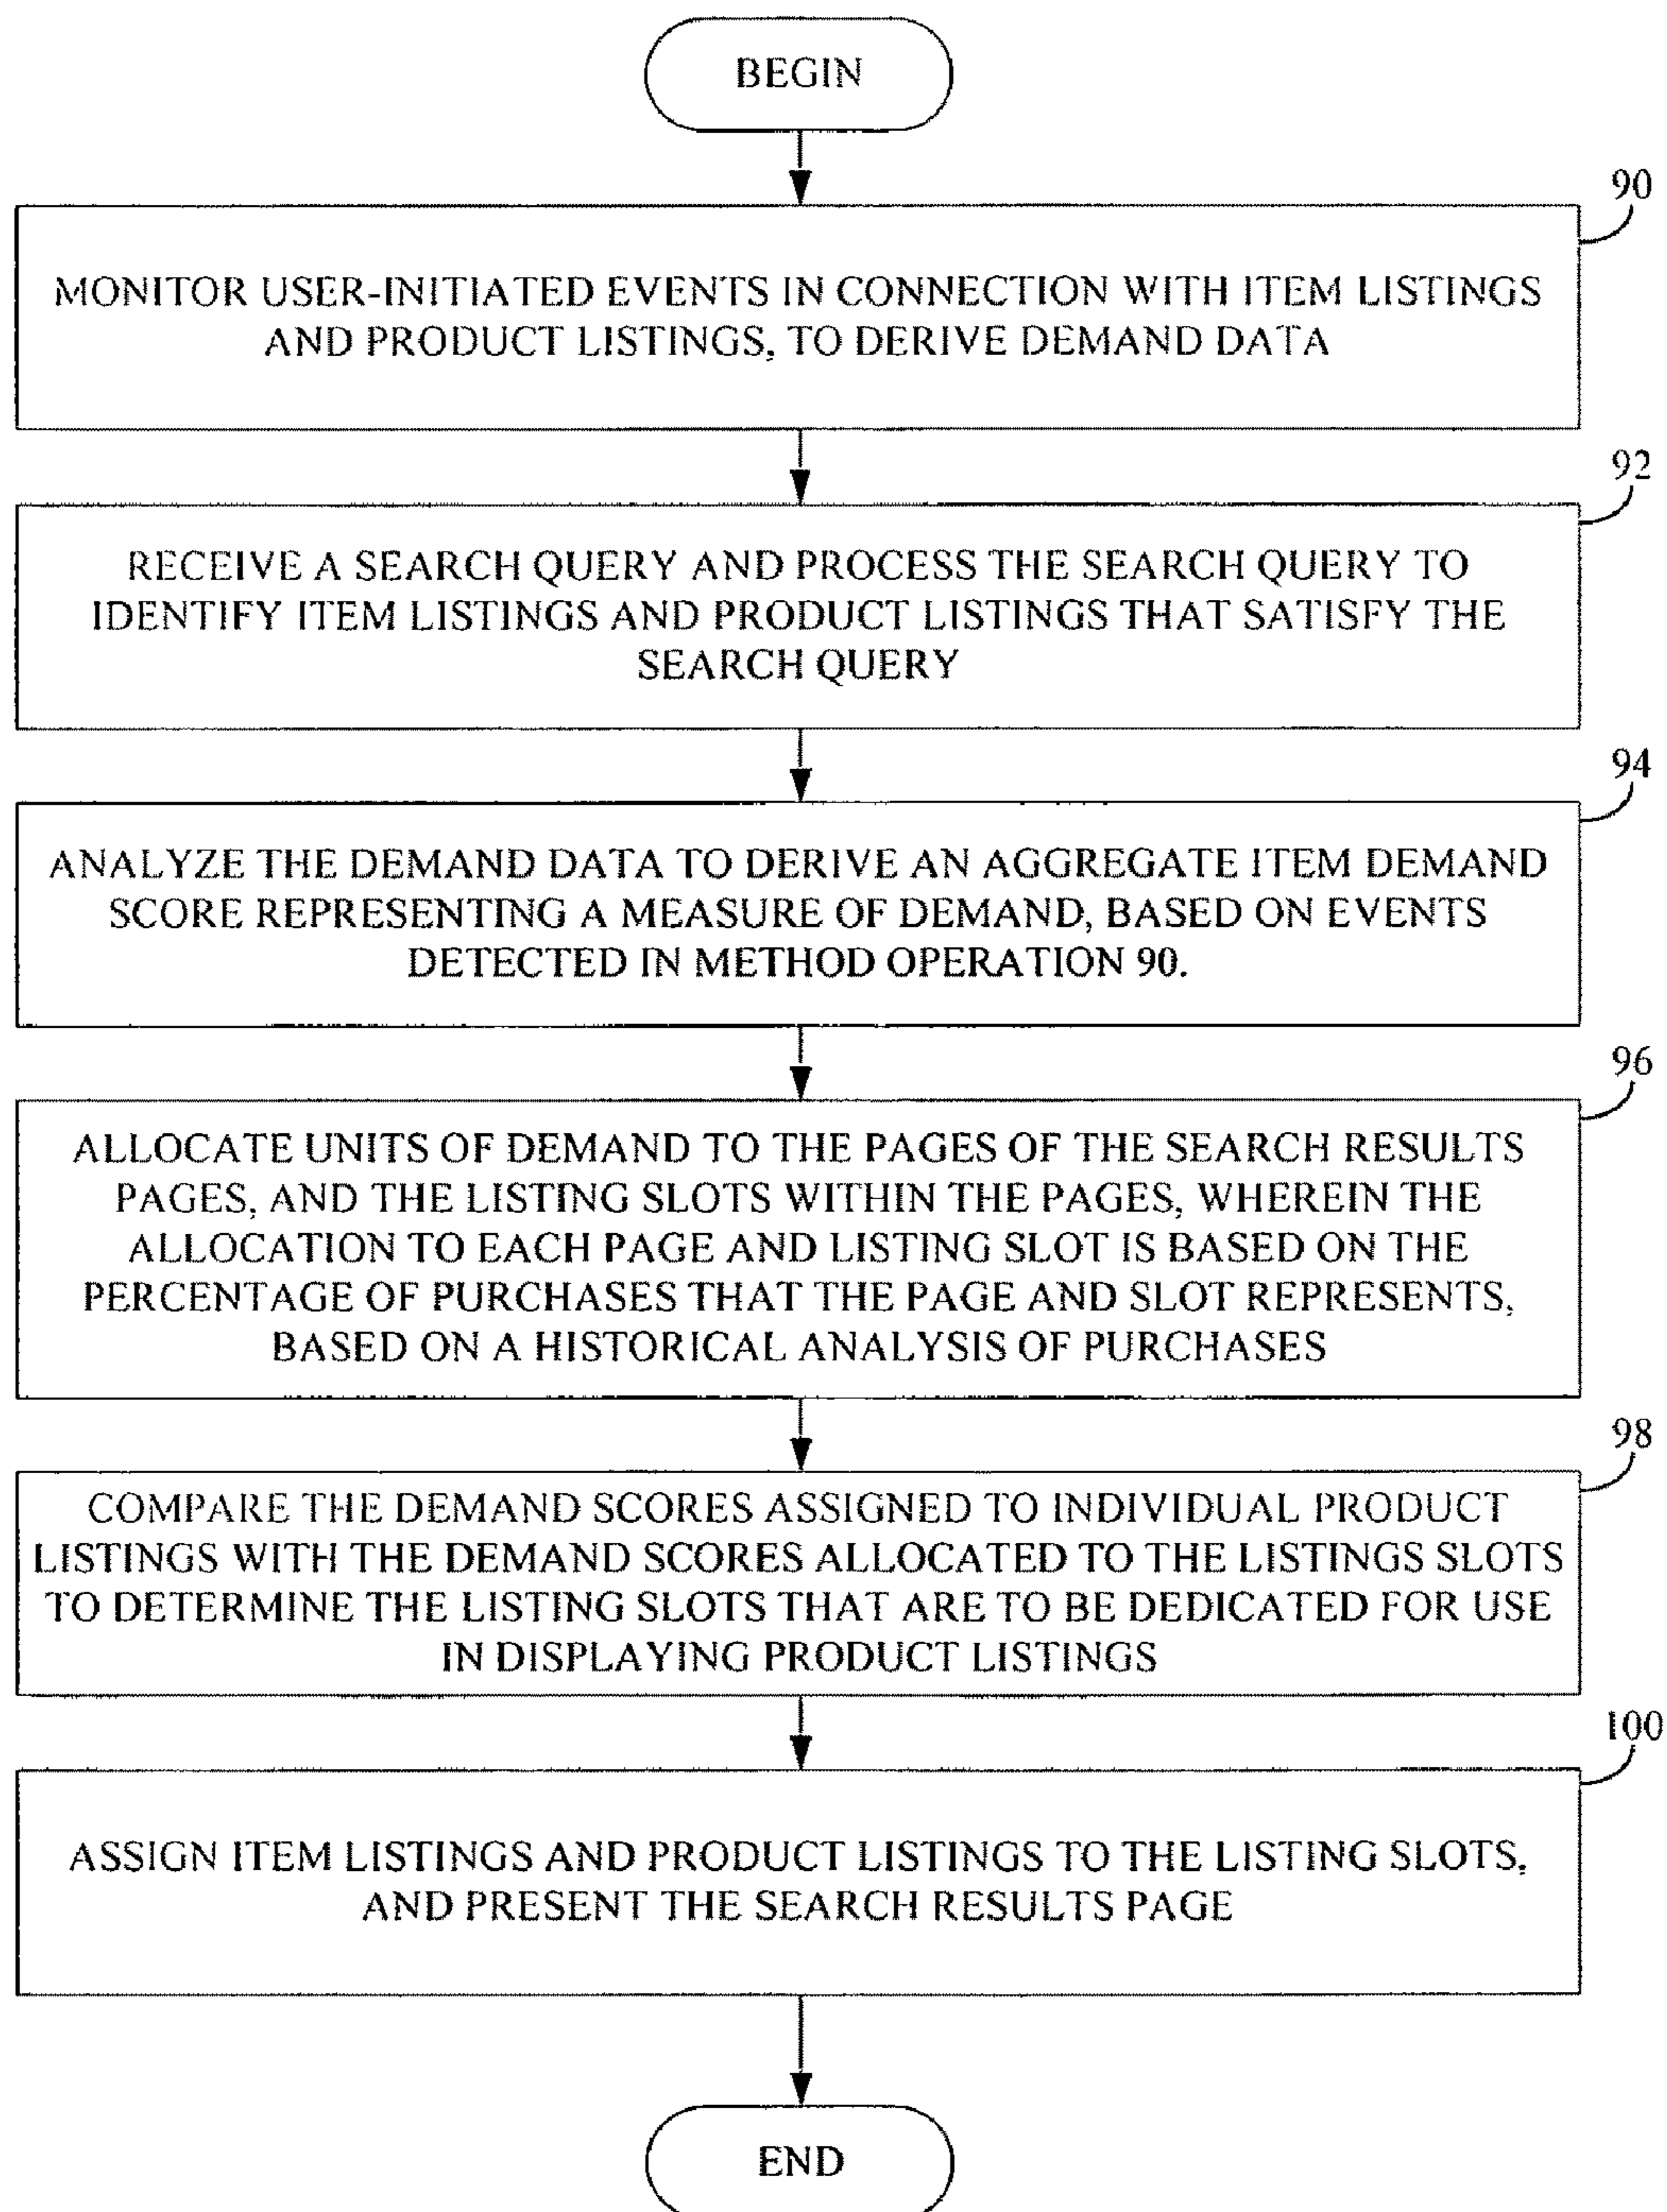 BEGIN
90
MONITOR USER-INITIATED EVENTS IN CONNECTION WITH ITEM LISTINGS
AND PRODUCT LISTINGS, TO DERIVE DEMAND DATA
92
RECEIVE A SEARCH QUERY AND PROCESS THE SEARCH QUERY TO
IDENTIFY ITEM LISTINGS AND PRODUCT LISTINGS THAT SATISFY THE
SEARCH QUERY
94
ANALYZE THE DEMAND DATA TO DERIVE AN AGGREGATE ITEM DEMAND
SCORE REPRESENTING A MEASURE OF DEMAND, BASED ON EVENTS
DETECTED IN METHOD OPERATION 90.
96
ALLOCATE UNITS OF DEMAND TO THE PAGES OF THE SEARCH RESULTS
PAGES, AND THE LISTING SLOTS WITHIN THE PAGES, WHEREIN THE
ALLOCATION TO EACH PAGE AND LISTING SLOT IS BASED ON THE
PERCENTAGE OF PURCHASES THAT THE PAGE AND SLOT REPRESENTS,
BASED ON A HISTORICAL ANALYSIS OF PURCHASES
98
COMPARE THE DEMAND SCORES ASSIGNED TO INDIVIDUAL PRODUCT
LISTINGS WITH THE DEMAND SCORES ALLOCATED TO THE LISTINGS SLOTS
TO DETERMINE THE LISTING SLOTS THAT ARE TO BE DEDICATED FOR USE
IN DISPLAYING PRODUCT LISTINGS
100
ASSIGN ITEM LISTINGS AND PRODUCT LISTINGS TO THE LISTING SLOTS,
AND PRESENT THE SEARCH RESULTS PAGE
END